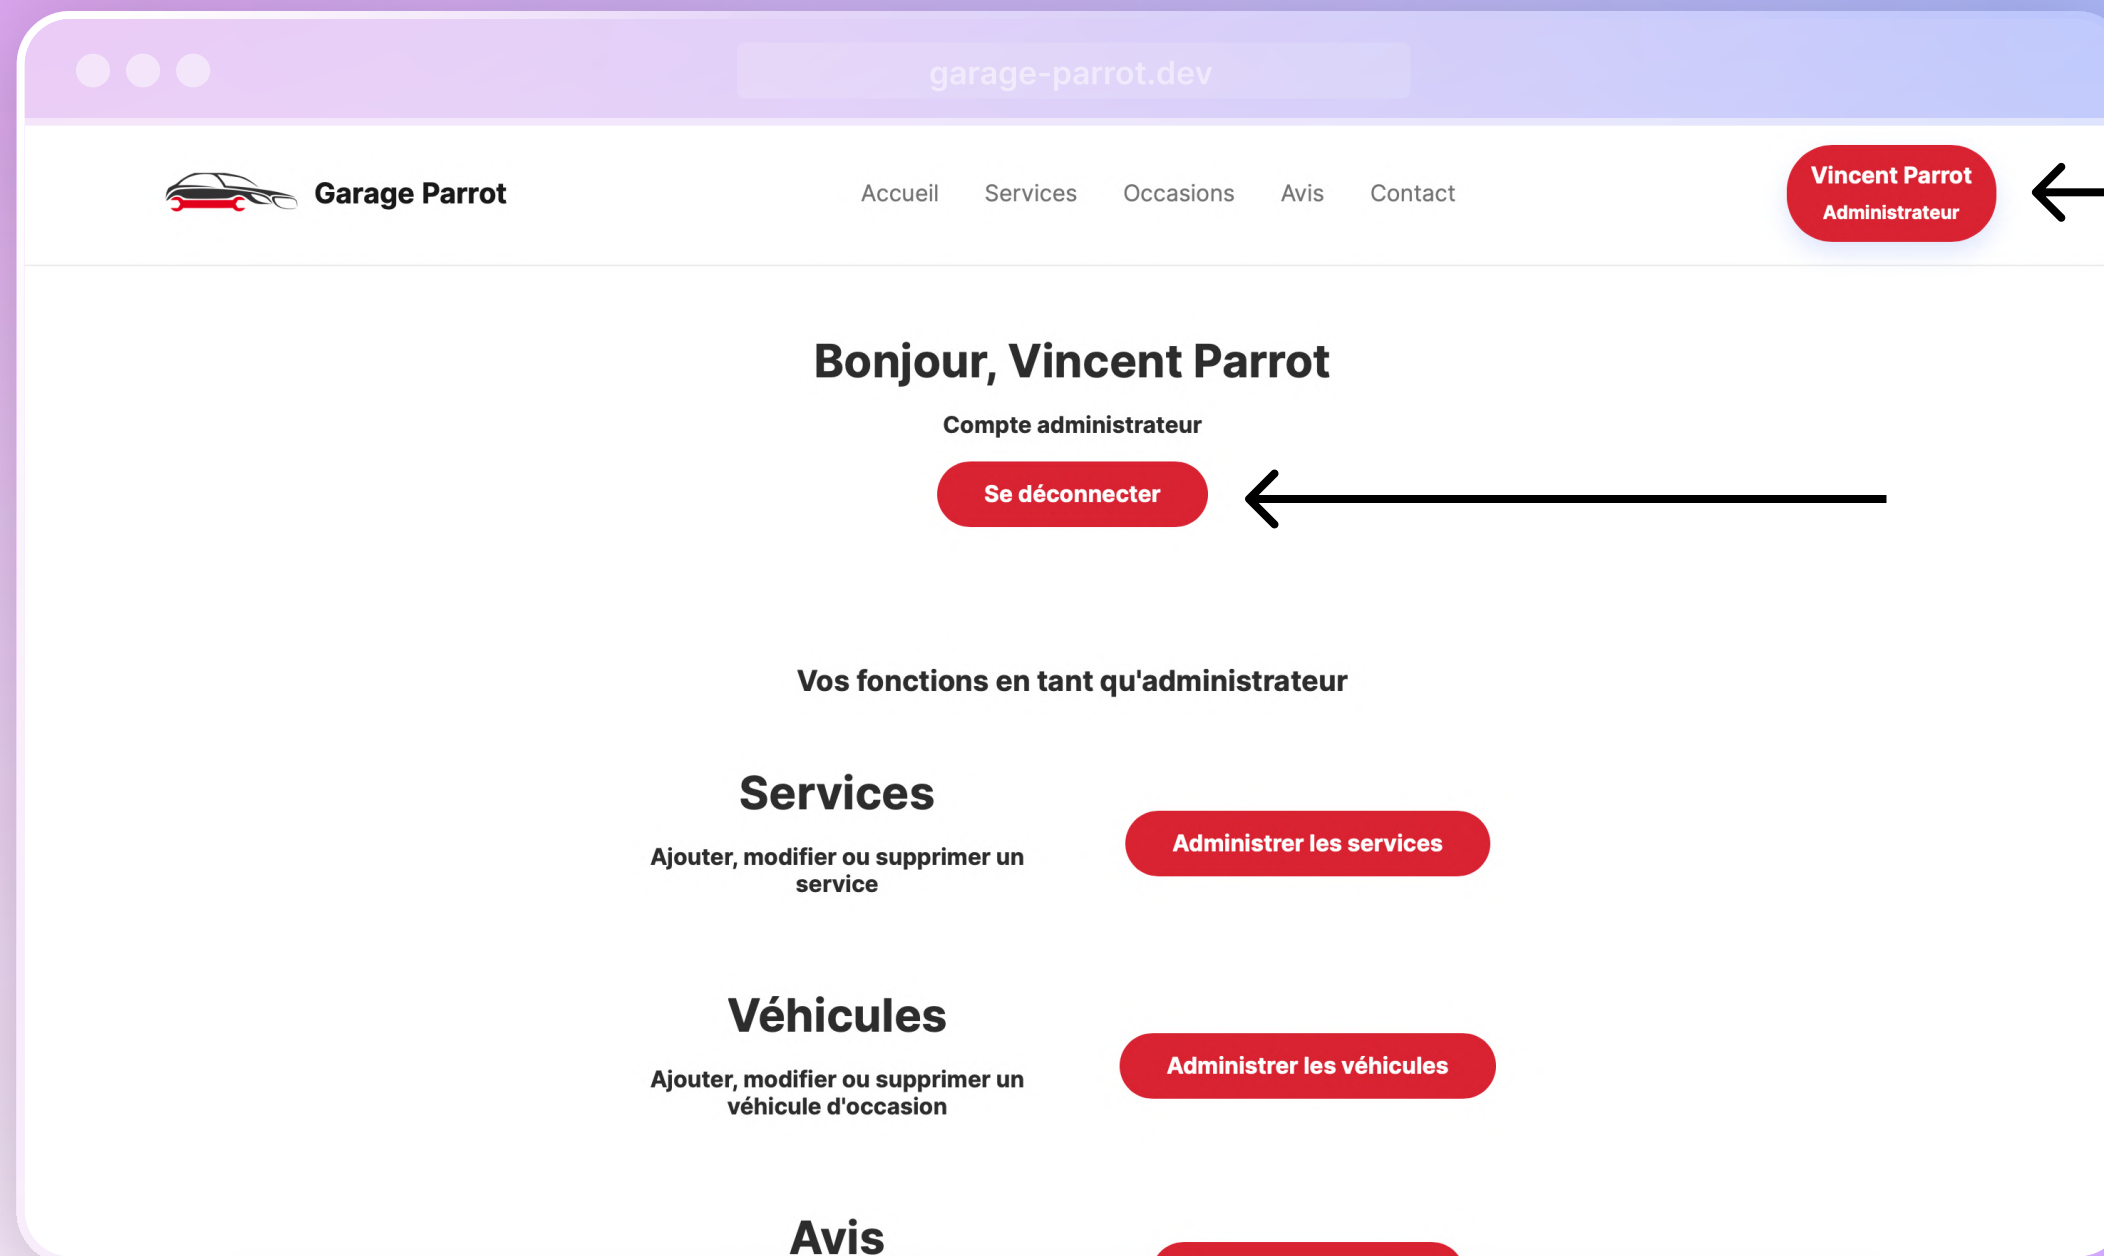 garage-parrot.dev
Garage Parrot
Accueil
Services
Occasions
Avis
Contact
Vincent Parrot
Administrateur
Bonjour, Vincent Parrot
Compte administrateur
Se déconnecter
Vos fonctions en tant qu'administrateur
Services
Ajouter, modifier ou supprimer un
service
Administrer les services
Véhicules
Ajouter, modifier ou supprimer un
véhicule d'occasion
Administrer les véhicules
Avis